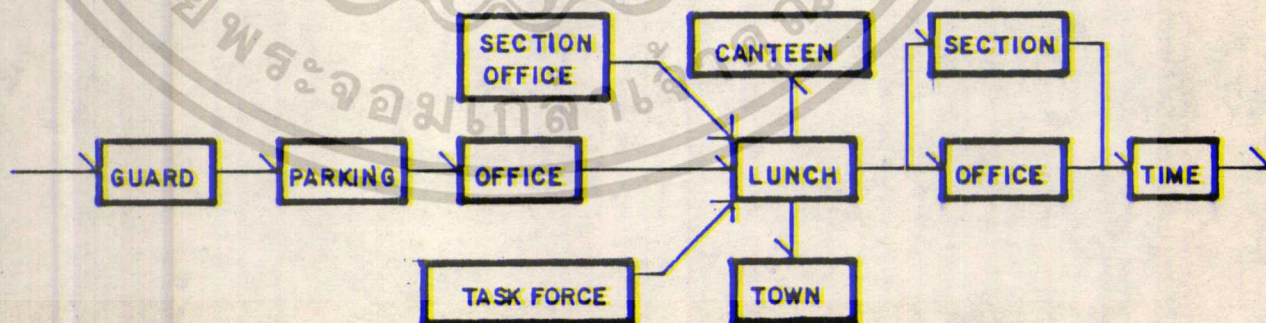 SECTION
OFFICE
CANTEEN
SECTION
GUARD
PARKING
OFFICE
LUNCH
OFFICE
TIME
TASK FORCE
TOWN